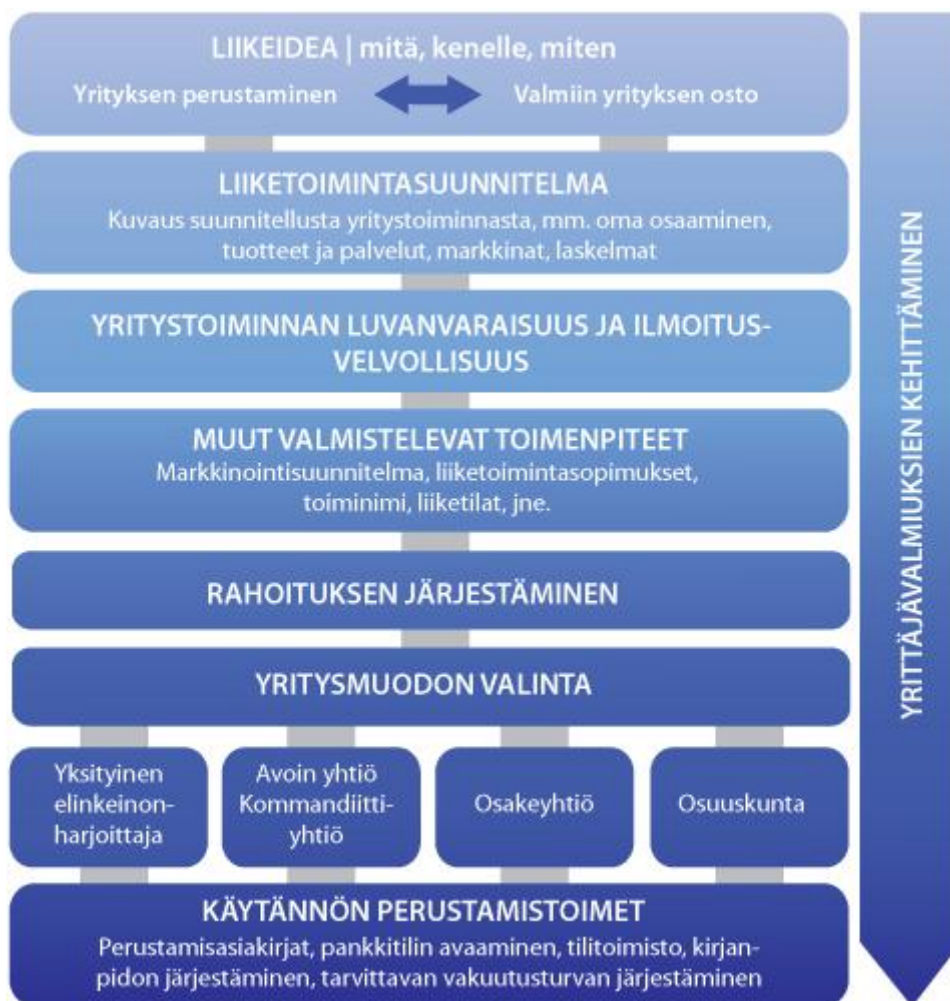 LIIKEIDEA | mitä, kenelle, miten
Yrityksen perustaminen
Valmiin yrityksen osto
LIIKETOIMINTASUUNNITELMA
Kuvaus suunnitellusta yritystoiminnasta, mm. oma osaaminen,
tuotteet ja palvelut, markkinat, laskelmat
YRITYSTOIMINNAN LUVANVARAISUUS JA ILMOITUS-
VELVOLLISUUS
MUUT VALMISTELEVAT TOIMENPITEET
Markkinointisuunnitelma, liiketoimintasopimukset,
toiminimi, liiketilat, jne.
RAHOITUKSEN JÄRJESTÄMINEN
YRITYSMUODON VALINTA
Yksityinen
elinkeinon-
harjoittaja
Avoin yhtiö
Kommandiitti-
yhtiö
Osakeyhtiö
Osuuskunta
KÄYTÄNNÖN PERUSTAMISTOIMET
Perustamisasiakirjat, pankkitilin avaaminen, tilitoimisto, kirjan-
pidon järjestäminen, tarvittavan vakuutusturvan järjestäminen
YRITTÄJÄVALMIUKSIEN KEHITTÄMINEN